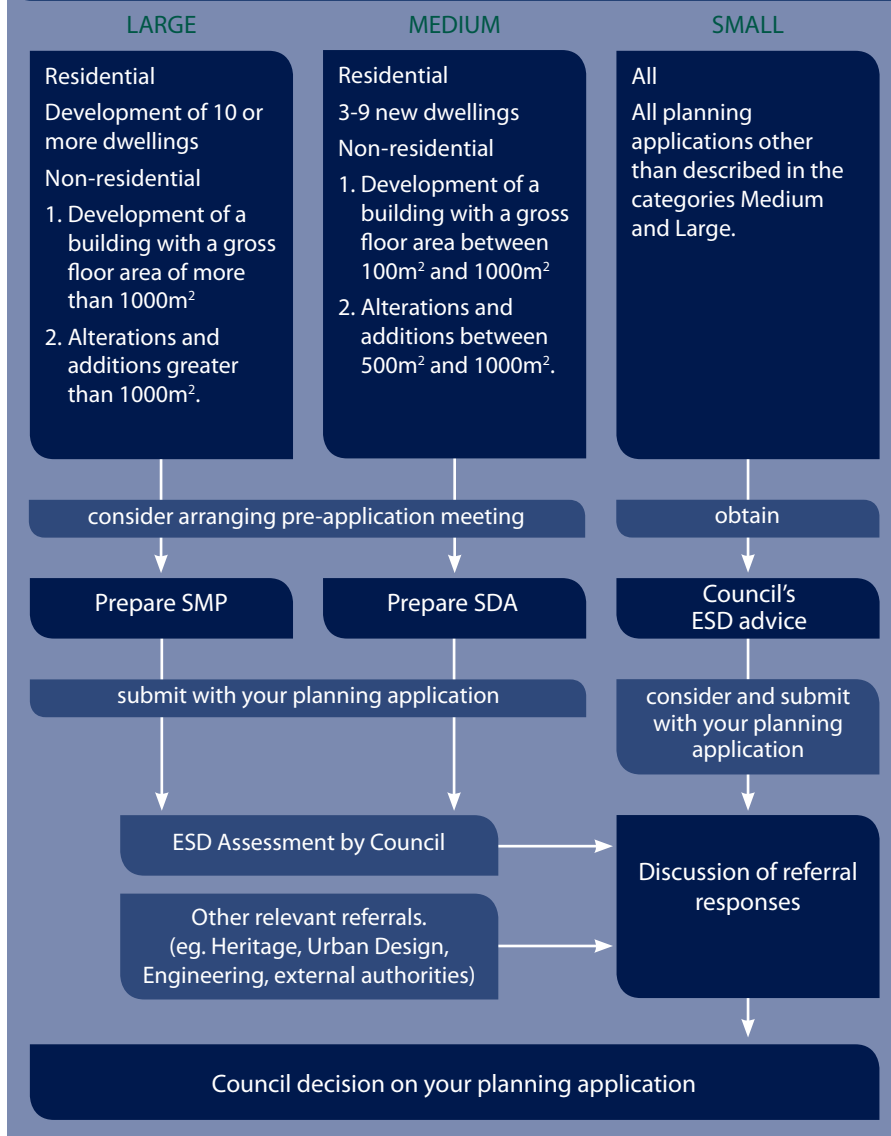 LARGE
MEDIUM
SMALL
Residential
Development of 10 or
more dwellings
Non-residential
1. Development of a
building with a gross
floor area of more
than 1000m²
2. Alterations and
additions greater
than 1000m².
Residential
3-9 new dwellings
Non-residential
1. Development of a
building with a gross
floor area between
100m² and 1000m²
2. Alterations and
additions between
500m² and 1000m².
All
All planning
applications other
than described in the
categories Medium
and Large.
consider arranging pre-application meeting
obtain
Prepare SMP
Prepare SDA
Council's
ESD advice
submit with your planning application
consider and submit
with your planning
application
ESD Assessment by Council
Other relevant referrals.
(eg. Heritage, Urban Design,
Engineering, external authorities)
Discussion of referral
responses
Council decision on your planning application